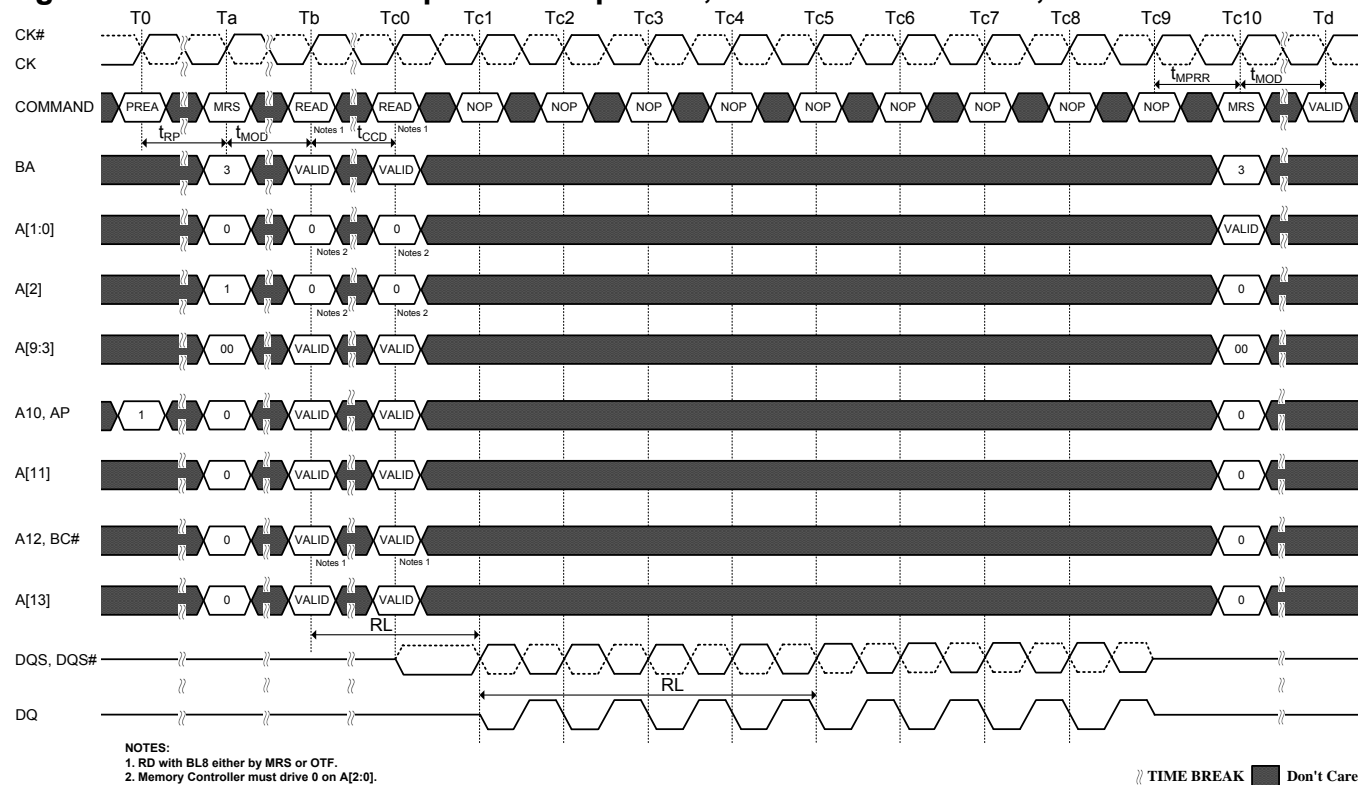 T0 Ta Tb Tc0 Tc1 Tc2 Tc3 Tc4 Tc5 Tc6 Tc7 Tc8 Tc9 Tc10 Td
CK#
CK
tMPRR tMOD
COMMAND PREA MRS READ READ NOP NOP NOP NOP NOP NOP NOP NOP NOP MRS VALID
Notes 1 Notes 1
tRP tMOD tCCD
BA 3 VALID VALID 3
A[1:0] 0 0 0 VALID
Notes 2 Notes 2
A[2] 1 0 0 0
Notes 2 Notes 2
A[9:3] 00 VALID VALID 00
A10, AP 1 0 VALID VALID 0
A[11] 0 VALID VALID 0
A12, BC# 0 VALID VALID 0
Notes 1 Notes 1
A[13] 0 VALID VALID 0
RL
DQS, DQS#
RL
DQ
NOTES:
1. RD with BL8 either by MRS or OTF.
2. Memory Controller must drive 0 on A[2:0].
TIME BREAK Don't Care